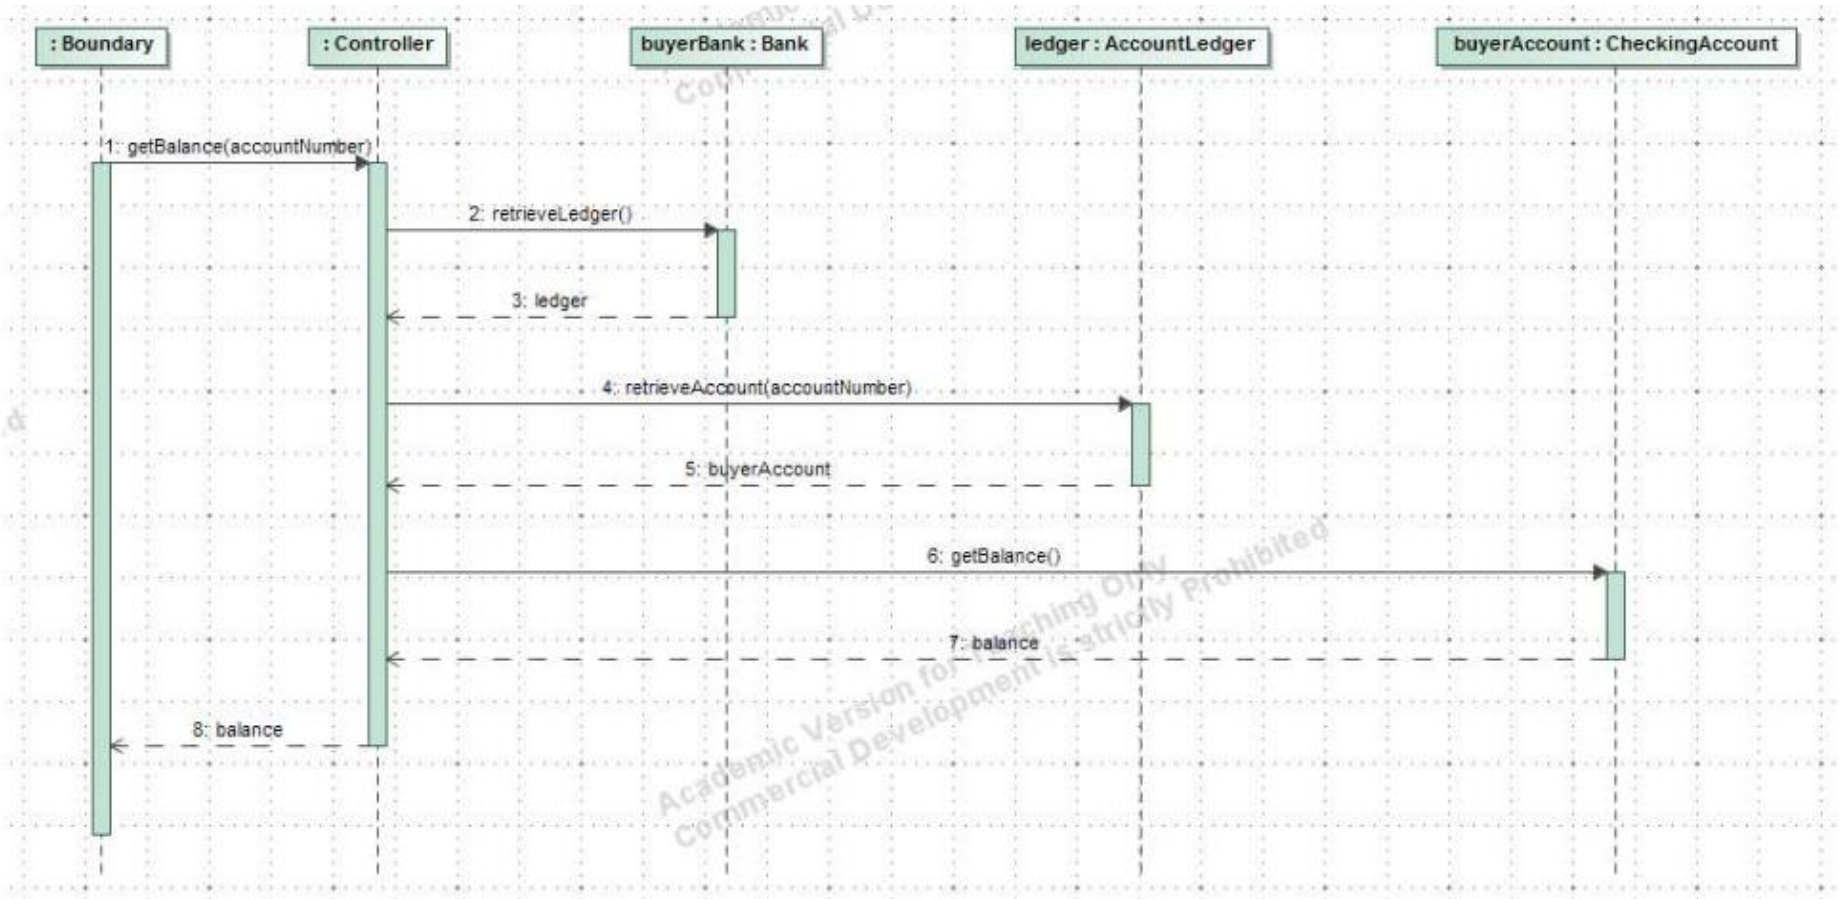 : Boundary
: Controller
buyerBank : Bank
ledger : AccountLedger
buyerAccount : CheckingAccount
1: getBalance(accountNumber)
2: retrieveLedger()
3: ledger
4: retrieveAccount(accountNumber)
5: buyerAccount
6: getBalance()
7: balance
8: balance
Academic Version for Teaching Only
Commercial Development is strictly Prohibited